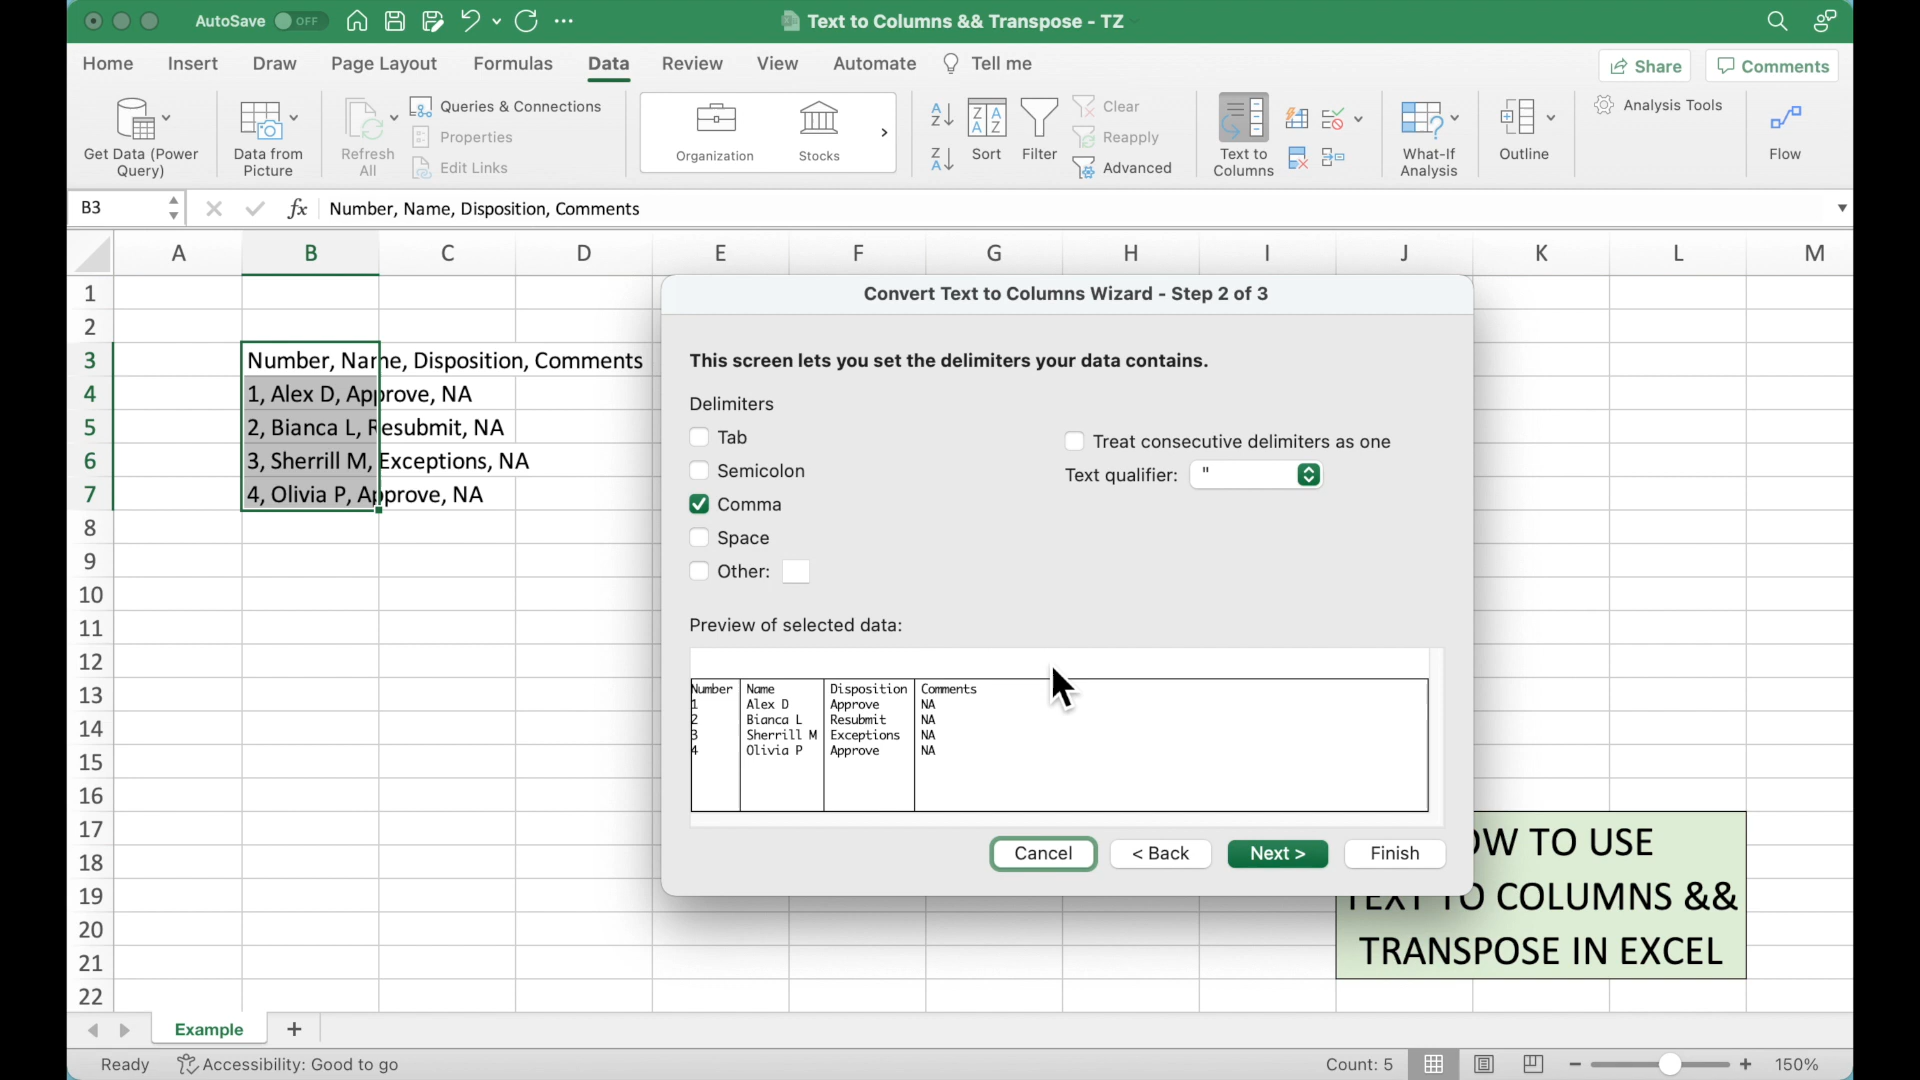 AutoSave OFF Text to Columns && Transpose - TZ
Home Insert Draw Page Layout Formulas Data Review View Automate Tell me Share Comments
Get Data (Power Query)
Data from Picture
Refresh All
Queries & Connections
Properties
Edit Links
Organization Stocks
Sort Filter
Clear
Reapply
Advanced
Text to Columns
What-If Analysis
Outline
Analysis Tools
Flow
B3 fx Number, Name, Disposition, Comments
A B C D E F G H I J K L M
1
2
3 Number, Name, Disposition, Comments
4 1, Alex D, Approve, NA
5 2, Bianca L, Resubmit, NA
6 3, Sherrill M, Exceptions, NA
7 4, Olivia P, Approve, NA
8
9
10
11
12
13
14
15
16
17
18
19
20
21
22
Convert Text to Columns Wizard - Step 2 of 3
This screen lets you set the delimiters your data contains.
Delimiters
Tab
Semicolon
Comma
Space
Other:
Treat consecutive delimiters as one
Text qualifier: "
Preview of selected data:
Number Name Disposition Comments
1 Alex D Approve NA
2 Bianca L Resubmit NA
3 Sherrill M Exceptions NA
4 Olivia P Approve NA
Cancel < Back Next > Finish
OW TO USE
TEXT TO COLUMNS &&
TRANSPOSE IN EXCEL
Example
Ready Accessibility: Good to go Count: 5 150%